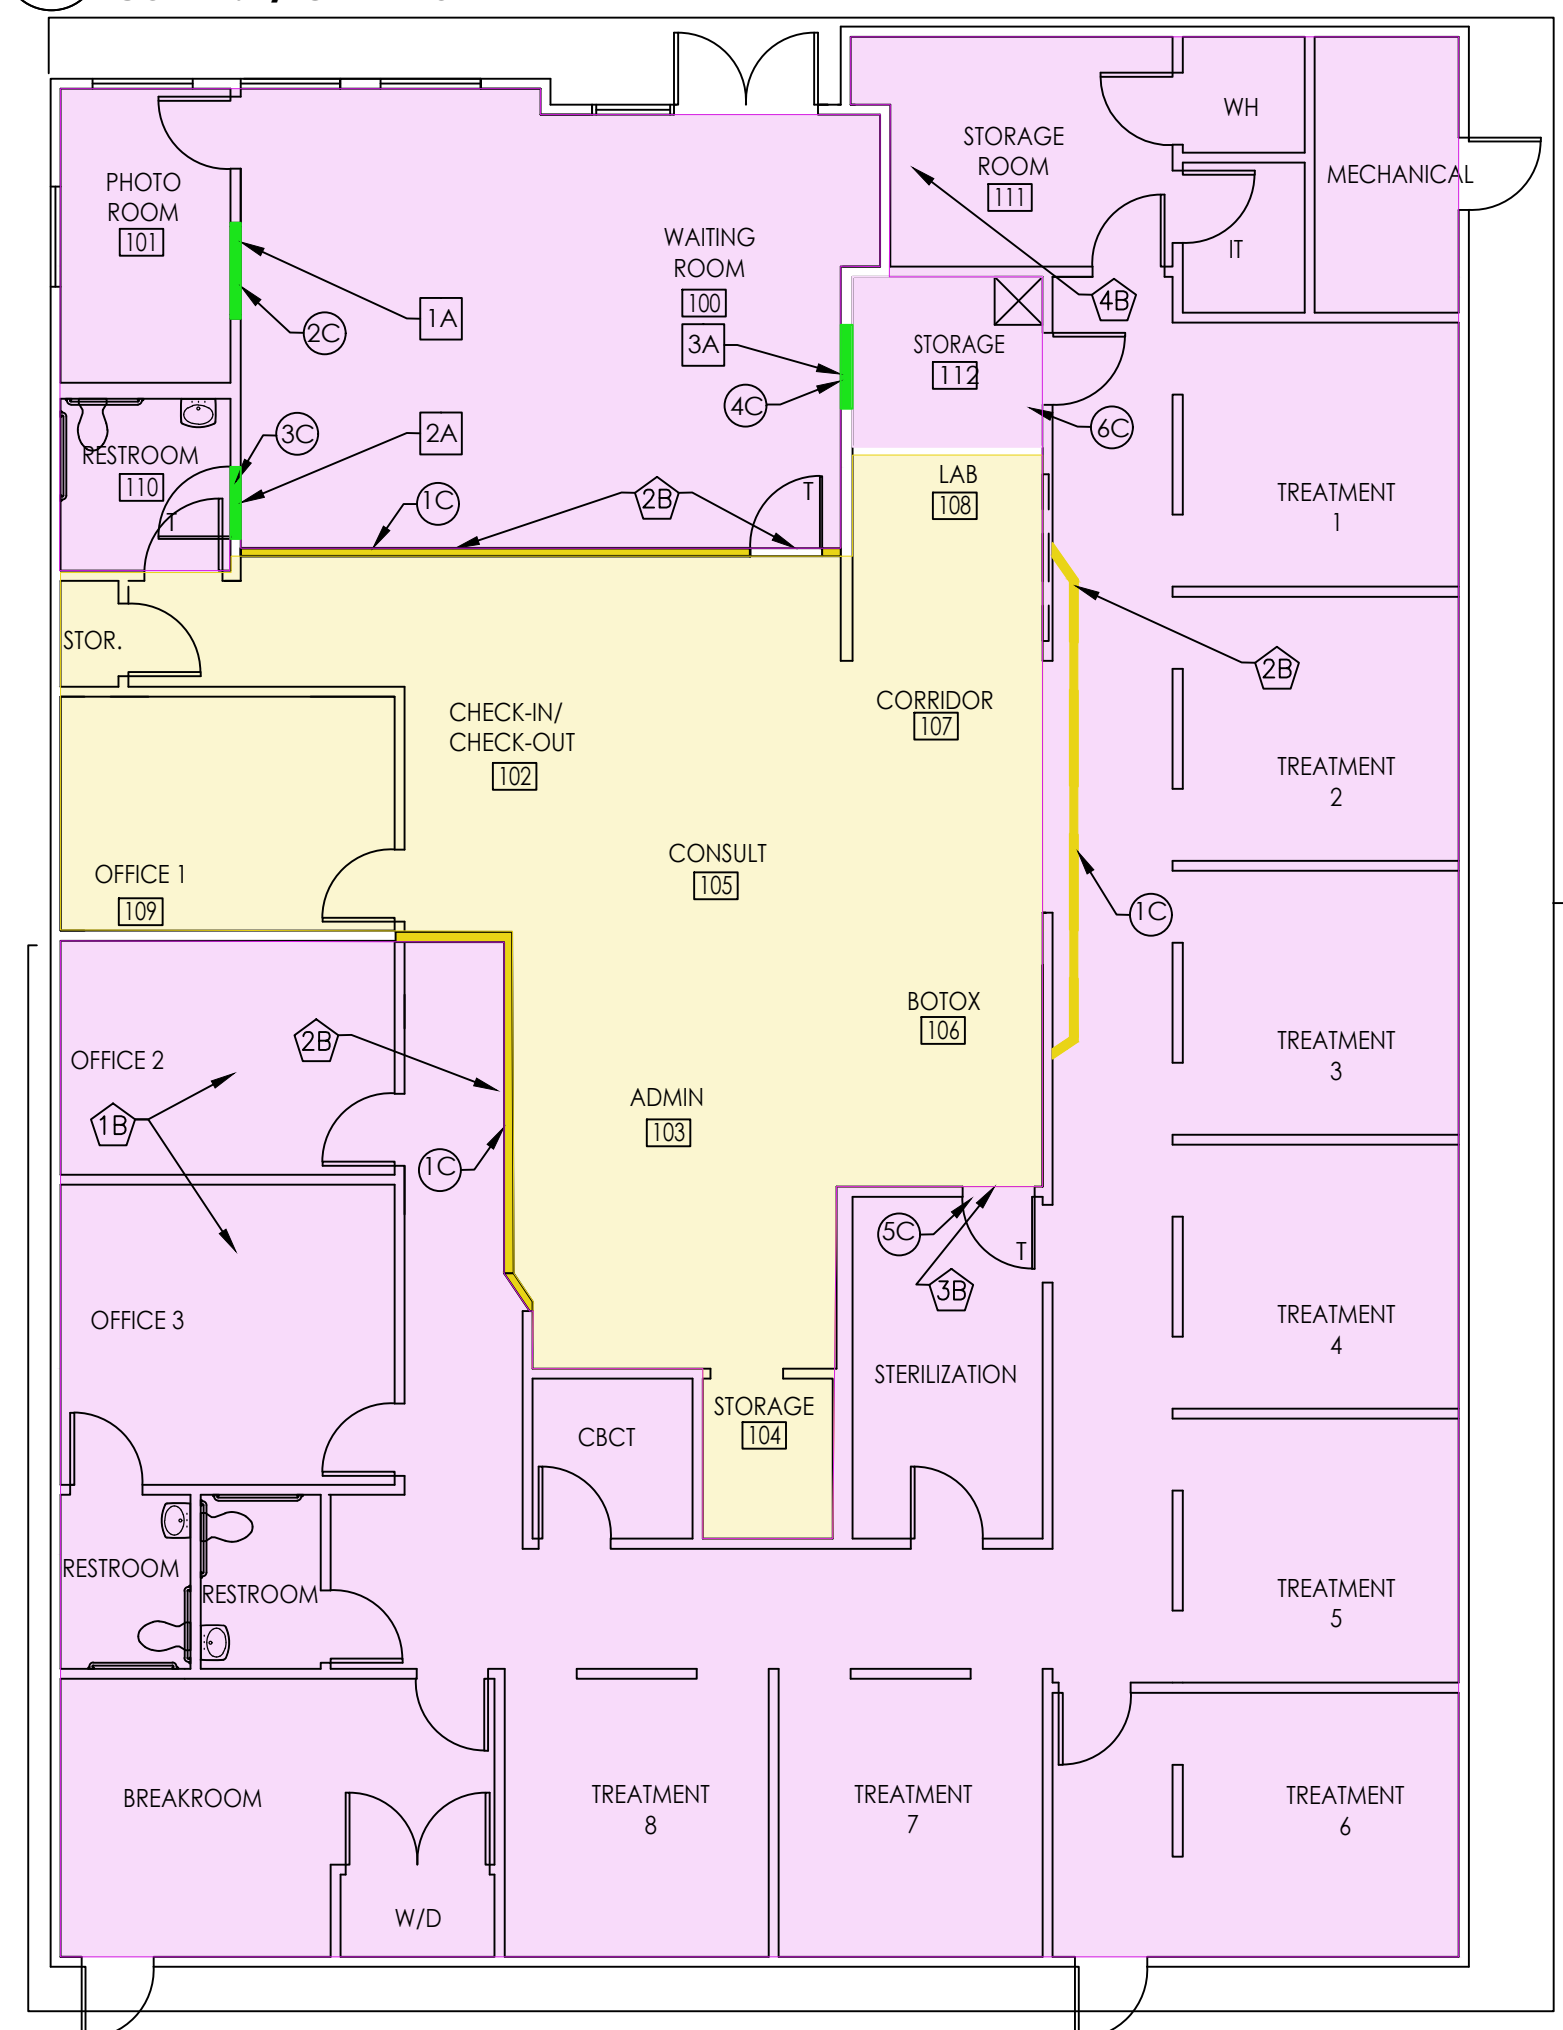 WH
STORAGE
ROOM
111
MECHANICAL
PHOTO
ROOM
101
WAITING
ROOM
100
IT
4B
1A
2C
3A
STORAGE
112
4C
3C
2A
6C
RESTROOM
110
T
1C
2B
T
LAB
108
TREATMENT
1
STOR.
2B
CHECK-IN/
CHECK-OUT
102
CORRIDOR
107
TREATMENT
2
OFFICE 1
109
CONSULT
105
1C
BOTOX
106
OFFICE 2
2B
TREATMENT
3
1B
ADMIN
103
1C
5C
T
3B
OFFICE 3
TREATMENT
4
STERILIZATION
STORAGE
104
CBCT
RESTROOM
RESTROOM
TREATMENT
5
BREAKROOM
TREATMENT
8
TREATMENT
7
TREATMENT
6
W/D